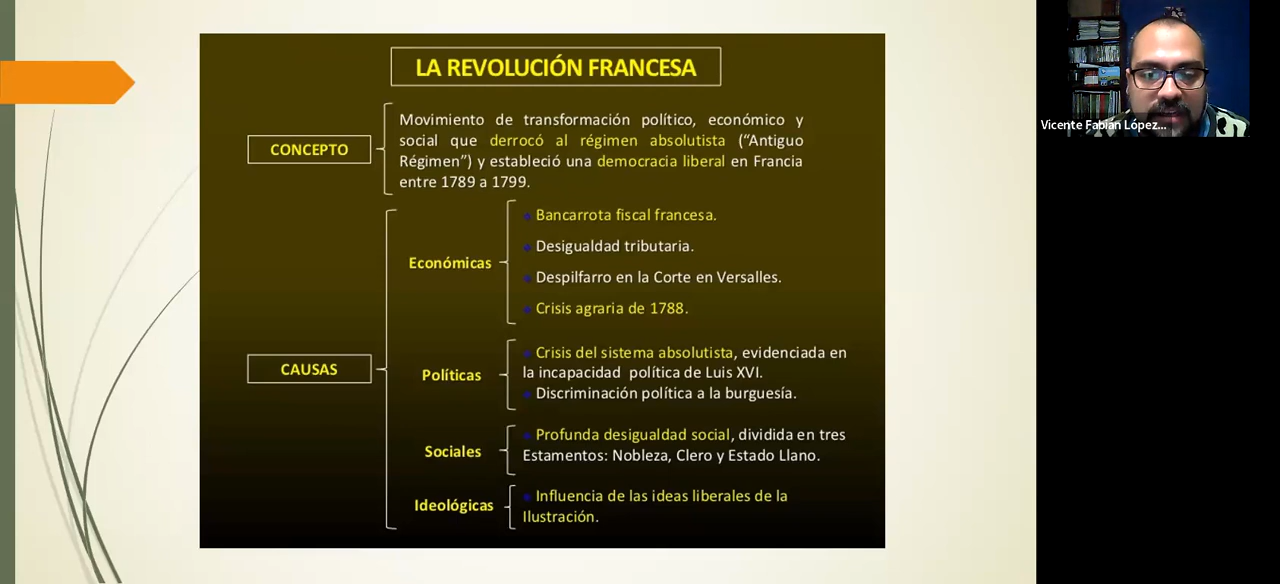 LA REVOLUCIÓN FRANCESA
CONCEPTO
Movimiento de transformación político, económico y
social que derrocó al régimen absolutista (“Antiguo
Régimen”) y estableció una democracia liberal en Francia
entre 1789 a 1799.
CAUSAS
Económicas
Bancarrota fiscal francesa.
Desigualdad tributaria.
Despilfarro en la Corte en Versalles.
Crisis agraria de 1788.
Políticas
Crisis del sistema absolutista, evidenciada en
la incapacidad política de Luis XVI.
Discriminación política a la burguesía.
Sociales
Profunda desigualdad social, dividida en tres
Estamentos: Nobleza, Clero y Estado Llano.
Ideológicas
Influencia de las ideas liberales de la
Ilustración.
Vicente Fabian López...